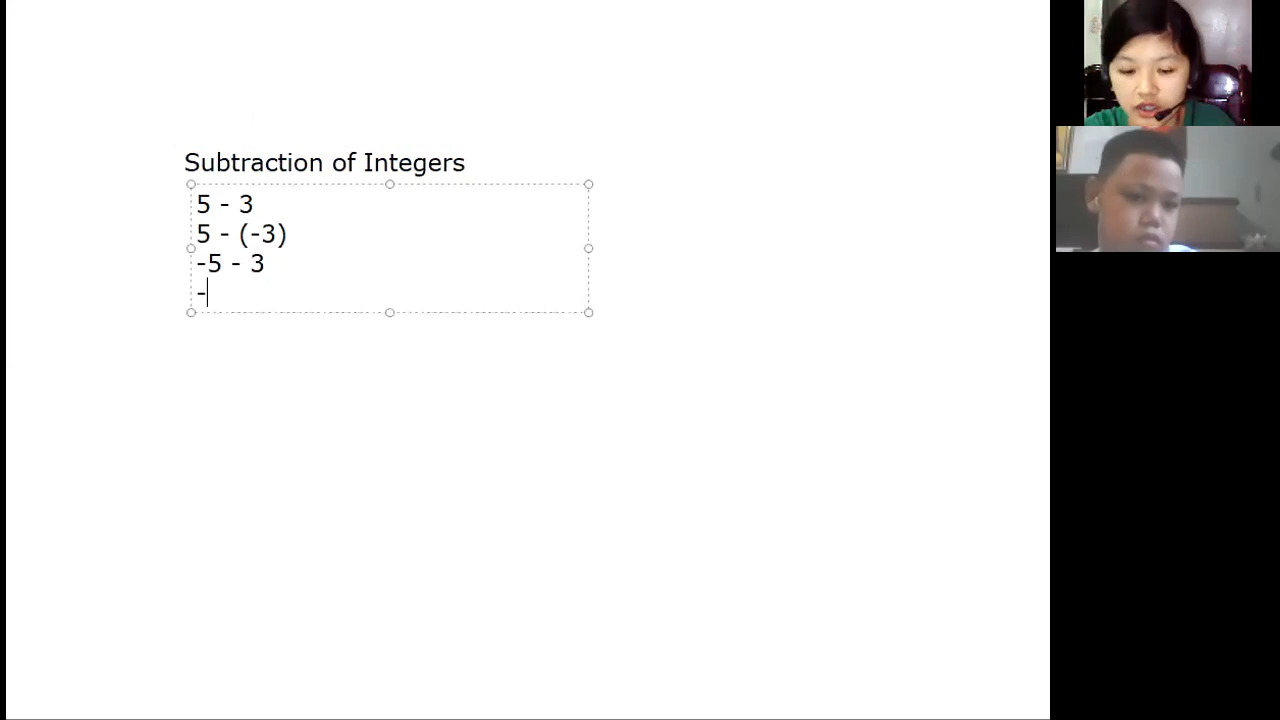 Subtraction of Integers
5 - 3
5 - (-3)
-5 - 3
-